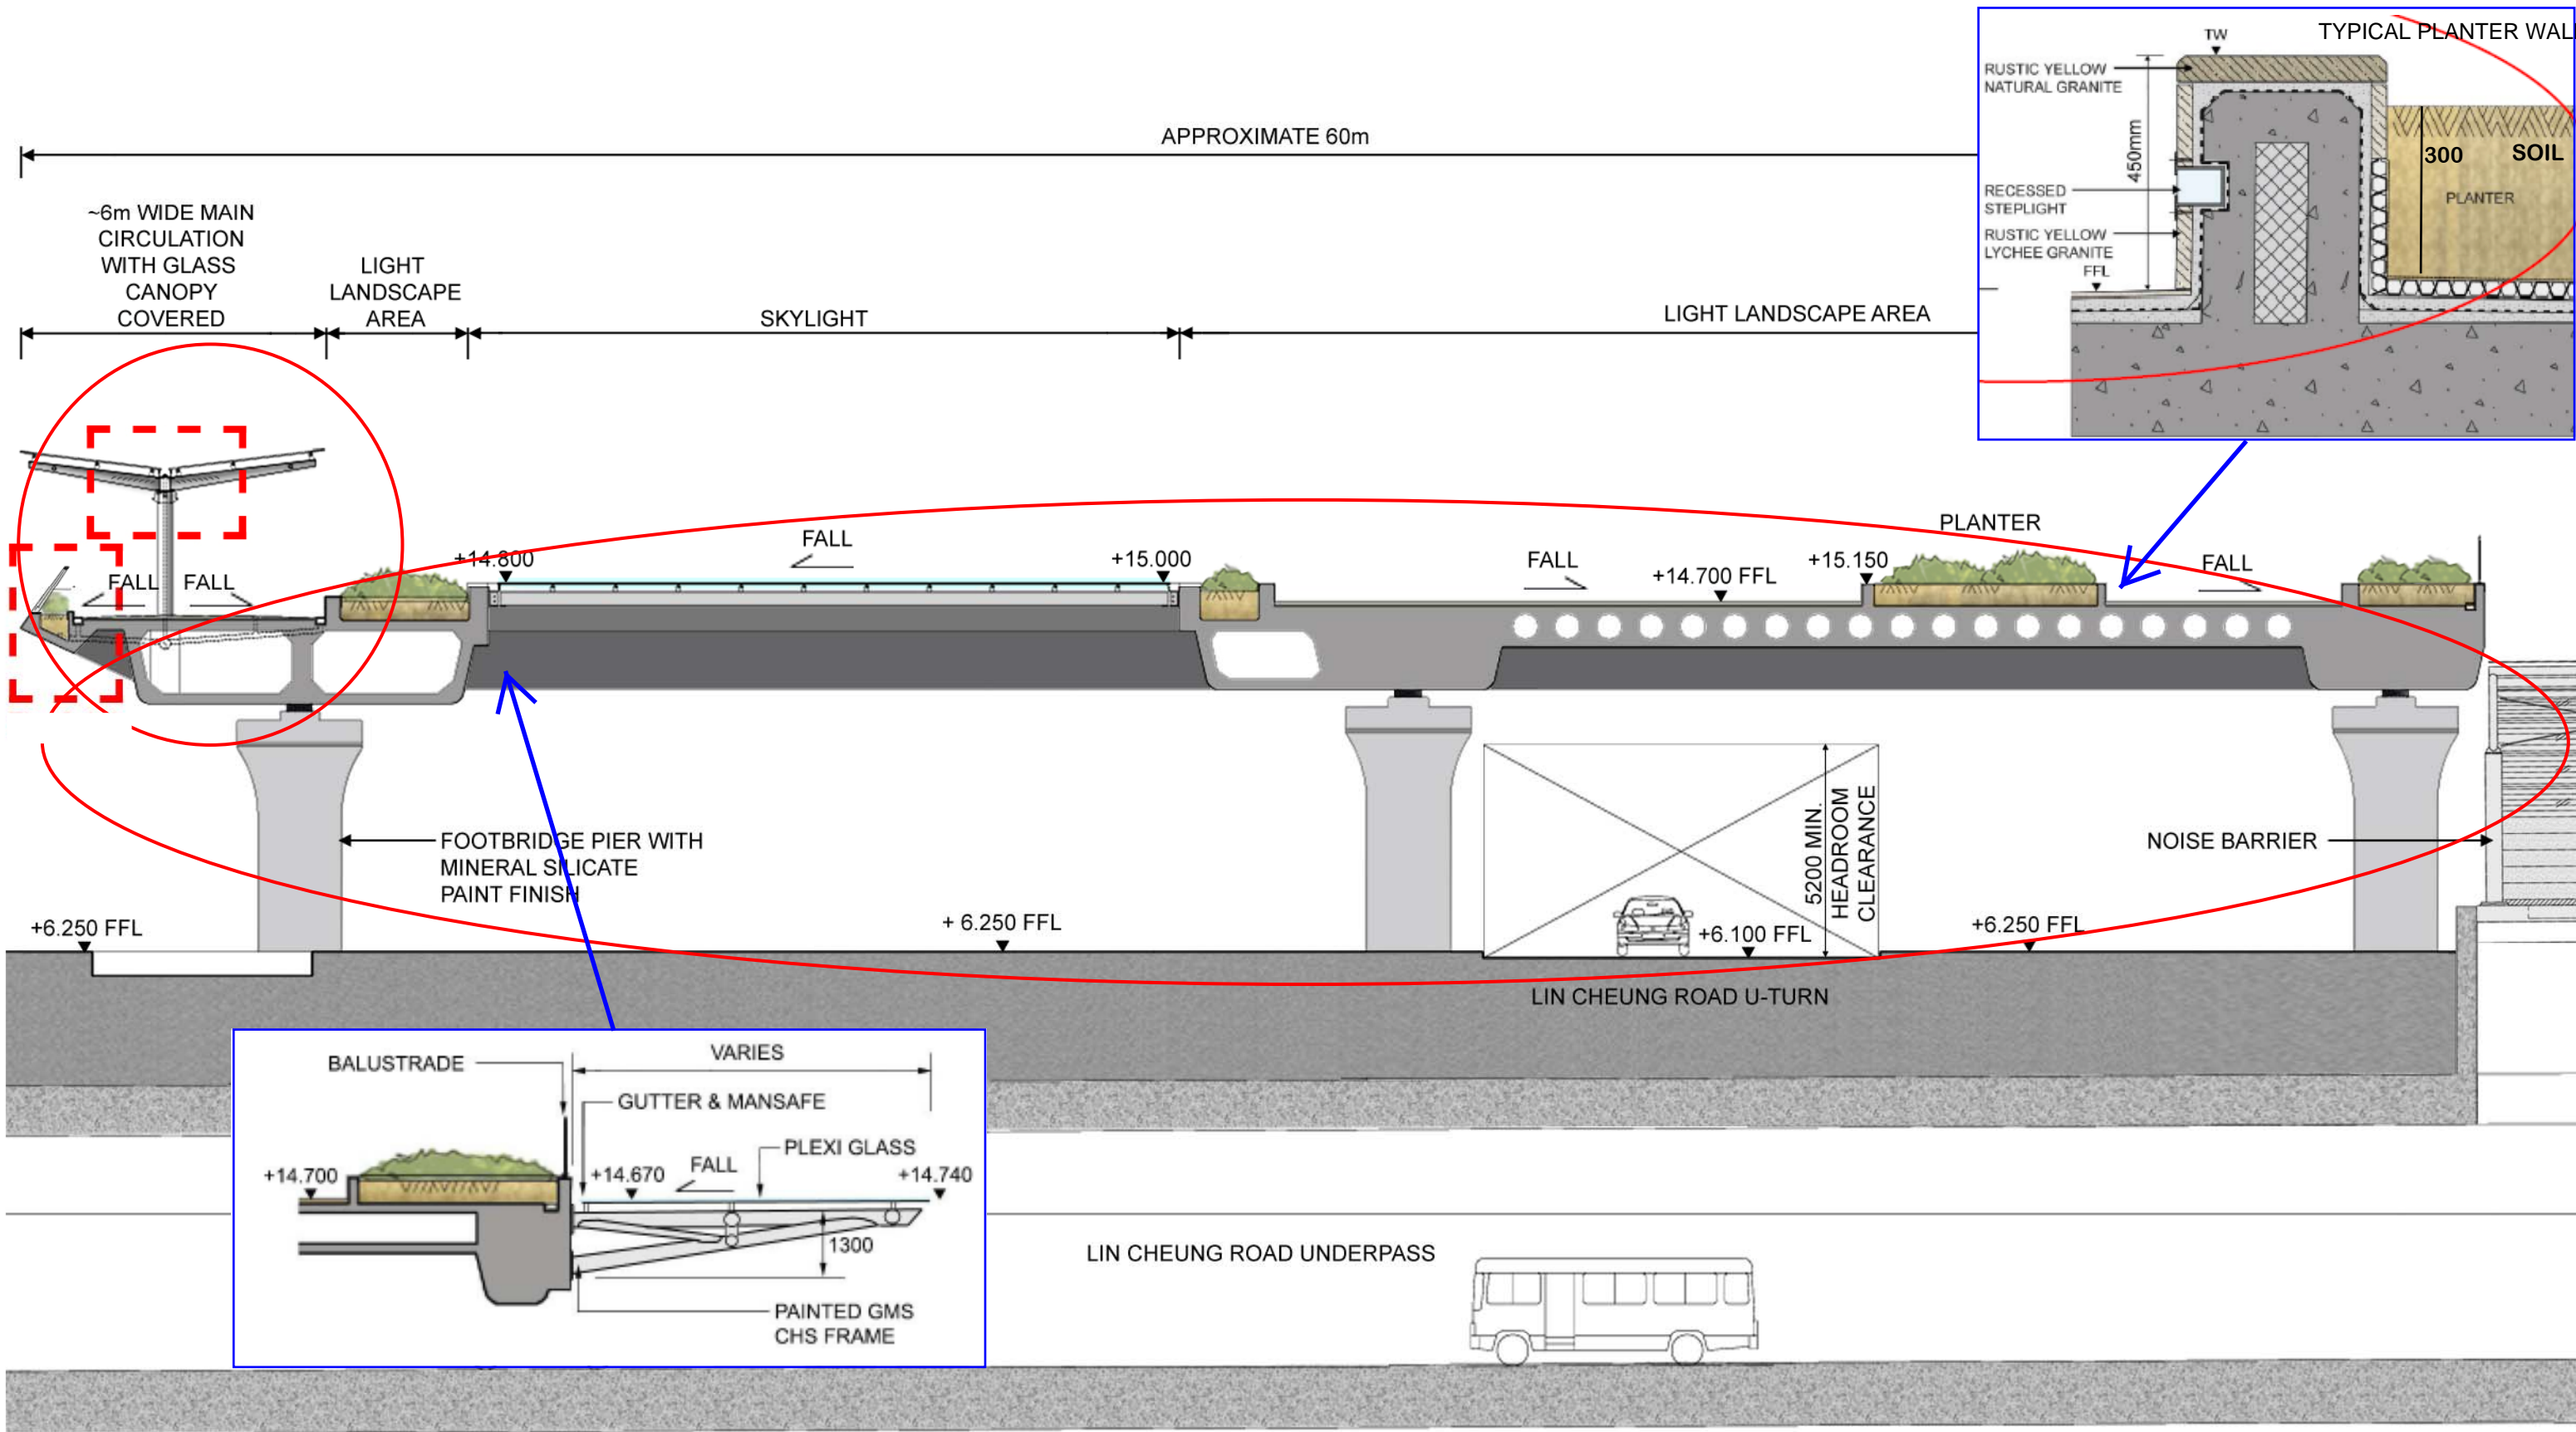 TYPICAL PLANTER WAL
TW
RUSTIC YELLOW
NATURAL GRANITE
450mm
300
SOIL
PLANTER
RECESSED
STEPLIGHT
RUSTIC YELLOW
LYCHEE GRANITE
FFL
APPROXIMATE 60m
~6m WIDE MAIN
CIRCULATION
WITH GLASS
CANOPY
COVERED
LIGHT
LANDSCAPE
AREA
SKYLIGHT
LIGHT LANDSCAPE AREA
PLANTER
FALL
FALL
+14.800
FALL
+15.000
FALL
+14.700 FFL
+15.150
FALL
FOOTBRIDGE PIER WITH
MINERAL SILICATE
PAINT FINISH
5200 MIN.
HEADROOM
CLEARANCE
NOISE BARRIER
+6.250 FFL
+ 6.250 FFL
+6.100 FFL
+6.250 FFL
LIN CHEUNG ROAD U-TURN
BALUSTRADE
VARIES
GUTTER & MANSAFE
PLEXI GLASS
+14.700
+14.670
FALL
+14.740
1300
PAINTED GMS
CHS FRAME
LIN CHEUNG ROAD UNDERPASS